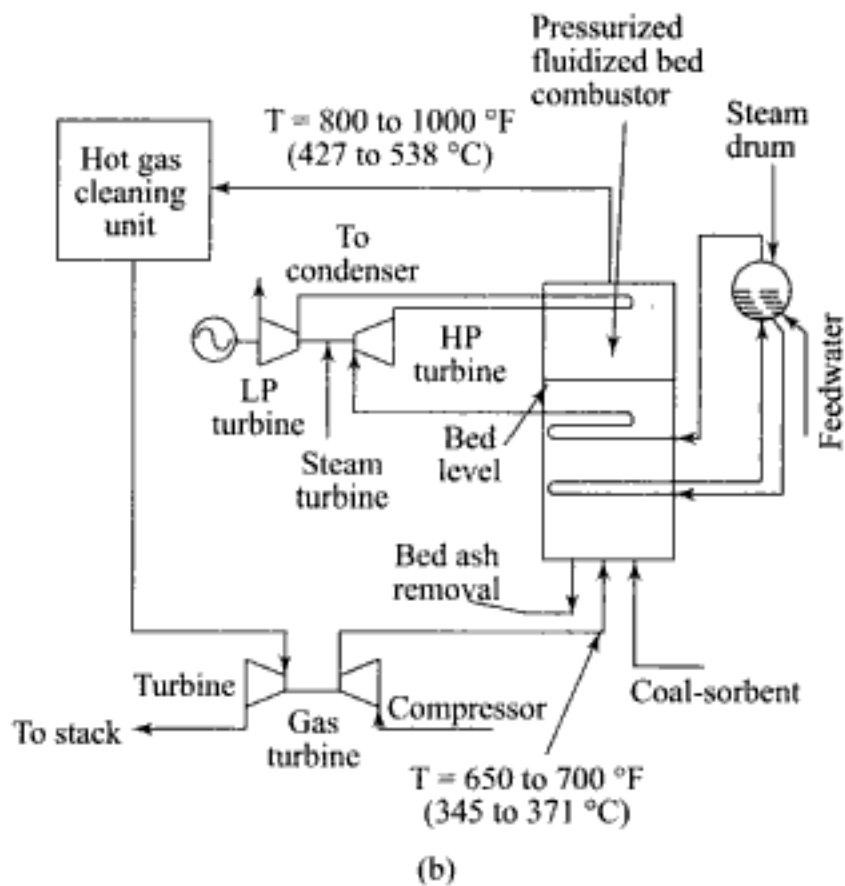 Pressurized
fluidized bed
combustor
Steam
drum
T = 800 to 1000 °F
(427 to 538 °C)
Hot gas
cleaning
unit
To
condenser
HP
turbine
LP
turbine
Steam
turbine
Bed
level
Feedwater
Bed ash
removal
Turbine
Gas
turbine
Compressor
Coal-sorbent
To stack
T = 650 to 700 °F
(345 to 371 °C)
(b)